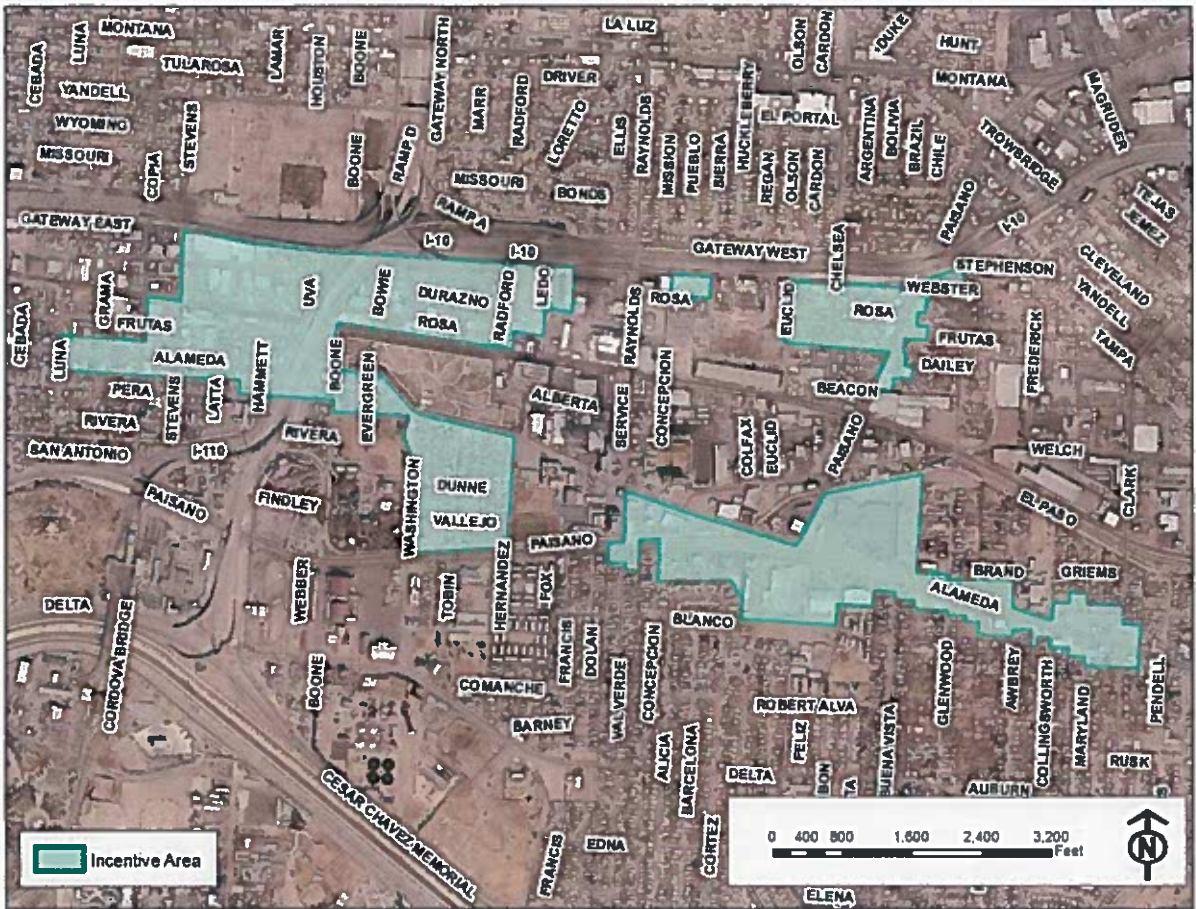 MONTANA
LA LUZ
DUKE
HUNT
LUNA
CEBADA
TULAROSA
LAMAR
HOUSTON
BOONE
GATEWAY NORTH
OLSON
CARDON
MONTANA
MAGRUDER
YANDELL
WYOMING
MISSOURI
STEVENS
COPIA
BOONE
RAMP D
MARR
RADFORD
DRIVER
LORETTO
ELLIS
RAYNOLDS
MISSION
PUEBLO
SIERRA
HUCKLEBERRY
EL PORTAL
REGAN
OLSON
CARDON
ARGENTINA
BOLIVIA
BRAZIL
CHILE
TROWBRIDGE
MISSOURI
BONDS
PAISANO
I-10
TEJAS
JEMEZ
GATEWAY EAST
RAMP A
I-10
I-10
GATEWAY WEST
CHELSEA
STEPHENSON
WEBSTER
CLEVELAND
YANDELL
TAMPA
GRAMA
FRUTAS
CEBADA
LUNA
UVA
BOWIE
DURAZNO
ROSA
RADFORD
LEDO
RAYNOLDS
ROSA
EUCLID
ROSA
FRUTAS
DAILEY
BEACON
FREDERICK
ALAMEDA
PERA
RIVERA
STEVENS
LATTA
HAMMETT
BOONE
EVERGREEN
ALBERTA
SERVICE
CONCEPCION
COLFAX
EUCLID
PAISANO
WELCH
CLARK
EL PASO
SAN ANTONIO
I-110
RIVERA
PAISANO
FINDLEY
WASHINGTON
DUNNE
VALLEJO
HERNANDEZ
PAISANO
FOX
BRAND
GRIEMS
ALAMEDA
DELTA
CORDOVA BRIDGE
WEBBER
BOONE
TOBIN
BLANCO
FRANCIS
DOLAN
VALVERDE
CONCEPCION
COMANCHE
BARNEY
ALICIA
BARCELONA
ROBERT ALVA
FELIZ
BUENA VISTA
GLENWOOD
AWBREY
COLLINGSWORTH
MARYLAND
PENDELL
RUSK
DELTA
BON
TA
AUBURN
CORTEZ
CESAR CHAVEZ MEMORIAL
FRANCIS
EDNA
ELENA
0 400 800 1,600 2,400 3,200
Feet
N
Incentive Area